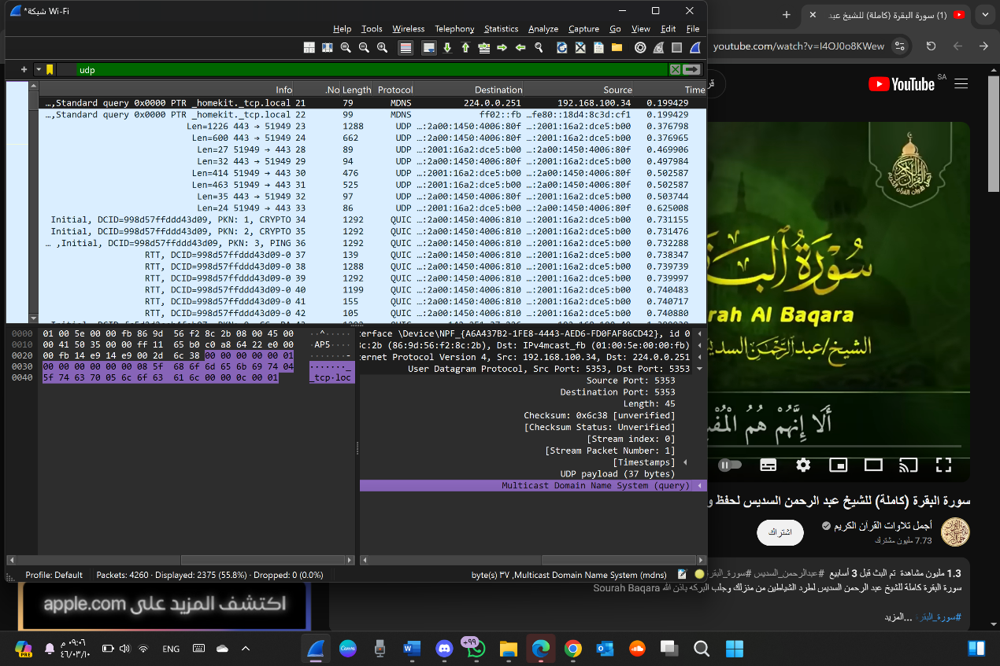 *شبكة Wi-Fi
File Edit View Go Capture Analyze Statistics Telephony Wireless Tools Help
udp
Time Source Destination Protocol Length No. Info
0.199429 192.168.100.34 224.0.0.251 MDNS 79 21 Standard query 0x0000 PTR _homekit._tcp.local,…
0.199429 …fe80::18d4:8c3d:cf1 ff02::fb MDNS 99 22 Standard query 0x0000 PTR _homekit._tcp.local,…
0.376798 …:2001:16a2:dce5:b00 …:2a00:1450:4006:80f UDP 1288 23 443 → 51949 Len=1226
0.376965 …:2a00:1450:4006:80f …:2001:16a2:dce5:b00 UDP 662 24 443 → 51949 Len=600
0.469906 …:2001:16a2:dce5:b00 …:2a00:1450:4006:80f UDP 89 28 51949 → 443 Len=27
0.497984 …:2a00:1450:4006:80f …:2001:16a2:dce5:b00 UDP 94 29 443 → 51949 Len=32
0.502587 …:2001:16a2:dce5:b00 …:2a00:1450:4006:80f UDP 476 30 51949 → 443 Len=414
0.502587 …:2001:16a2:dce5:b00 …:2a00:1450:4006:80f UDP 525 31 51949 → 443 Len=463
0.503744 …:2a00:1450:4006:80f …:2001:16a2:dce5:b00 UDP 97 32 443 → 51949 Len=35
0.625008 …:2001:16a2:dce5:b00 …:2a00:1450:4006:80f UDP 86 33 51949 → 443 Len=24
0.731155 …:2001:16a2:dce5:b00 …:2a00:1450:4006:810 QUIC 1292 34 Initial, DCID=998d57ffddd43d09, PKN: 1, CRYPTO
0.731476 …:2001:16a2:dce5:b00 …:2a00:1450:4006:810 QUIC 1292 35 Initial, DCID=998d57ffddd43d09, PKN: 2, CRYPTO
0.732288 …:2001:16a2:dce5:b00 …:2a00:1450:4006:810 QUIC 1292 36 Initial, DCID=998d57ffddd43d09, PKN: 3, PING, …
0.738347 …:2001:16a2:dce5:b00 …:2a00:1450:4006:810 QUIC 139 37 0-RTT, DCID=998d57ffddd43d09
0.739739 …:2001:16a2:dce5:b00 …:2a00:1450:4006:810 QUIC 1288 38 0-RTT, DCID=998d57ffddd43d09
0.739997 …:2001:16a2:dce5:b00 …:2a00:1450:4006:810 QUIC 1292 39 0-RTT, DCID=998d57ffddd43d09
0.740483 …:2001:16a2:dce5:b00 …:2a00:1450:4006:810 QUIC 1199 40 0-RTT, DCID=998d57ffddd43d09
0.740717 …:2001:16a2:dce5:b00 …:2a00:1450:4006:810 QUIC 155 41 0-RTT, DCID=998d57ffddd43d09
0.740880 …:2001:16a2:dce5:b00 …:2a00:1450:4006:810 QUIC 105 42 0-RTT, DCID=998d57ffddd43d09
0000 01 00 5e 00 00 fb 86 9d 56 f2 8c 2b 08 00 45 00
0010 00 41 50 35 00 00 ff 11 65 b0 c0 a8 64 22 e0 00
0020 00 fb 14 e9 14 e9 00 2d 6c 38 00 00 00 00 00 01
0030 00 00 00 00 00 00 08 5f 68 6f 6d 65 6b 69 74 04
0040 5f 74 63 70 05 6c 6f 63 61 6c 00 00 0c 00 01
··^·····
·AP5····
·······_
_tcp·loc
terface \Device\NPF_{A6A437B2-1FE8-4443-AED6-FD0FAF86CD42}, id 0
8c:2b (86:9d:56:f2:8c:2b), Dst: IPv4mcast_fb (01:00:5e:00:00:fb)
ternet Protocol Version 4, Src: 192.168.100.34, Dst: 224.0.0.251
User Datagram Protocol, Src Port: 5353, Dst Port: 5353
Source Port: 5353
Destination Port: 5353
Length: 45
Checksum: 0x6c38 [unverified]
[Checksum Status: Unverified]
[Stream index: 0]
[Stream Packet Number: 1]
[Timestamps]
UDP payload (37 bytes)
Multicast Domain Name System (query)
Profile: Default
Packets: 4260 · Displayed: 2375 (55.8%) · Dropped: 0 (0.0%)
Multicast Domain Name System (mdns), ٣٧ byte(s)
(1) سورة البقرة (كاملة) للشيخ عبد
youtube.com/watch?v=I4OJ0o8KWew
YouTube SA
سورة الب
rah Al Baqara
الشيخ/عبدالرحمن السديس
أَلَا إِنَّهُمْ هُمُ
سورة البقرة (كاملة) للشيخ عبد الرحمن السديس لحفظ و
أجمل تلاوات القرآن الكريم
7.73 مليون مشترك
اشتراك
1.3 مليون مشاهدة تم البث قبل 3 أسابيع #عبدالرحمن_السديس #سورة_البقرة
سورة البقرة كاملة للشيخ عبد الرحمن السديس لطرد الشياطين من منزلك وجلب البركه باذن الله Sourah Baqara
#سورة_البقرة ...المزيد
اكتشف المزيد على apple.com
PRE
٠٩:٠٦ م
٤٦/٠٣/١٠
ENG
Canva
99+